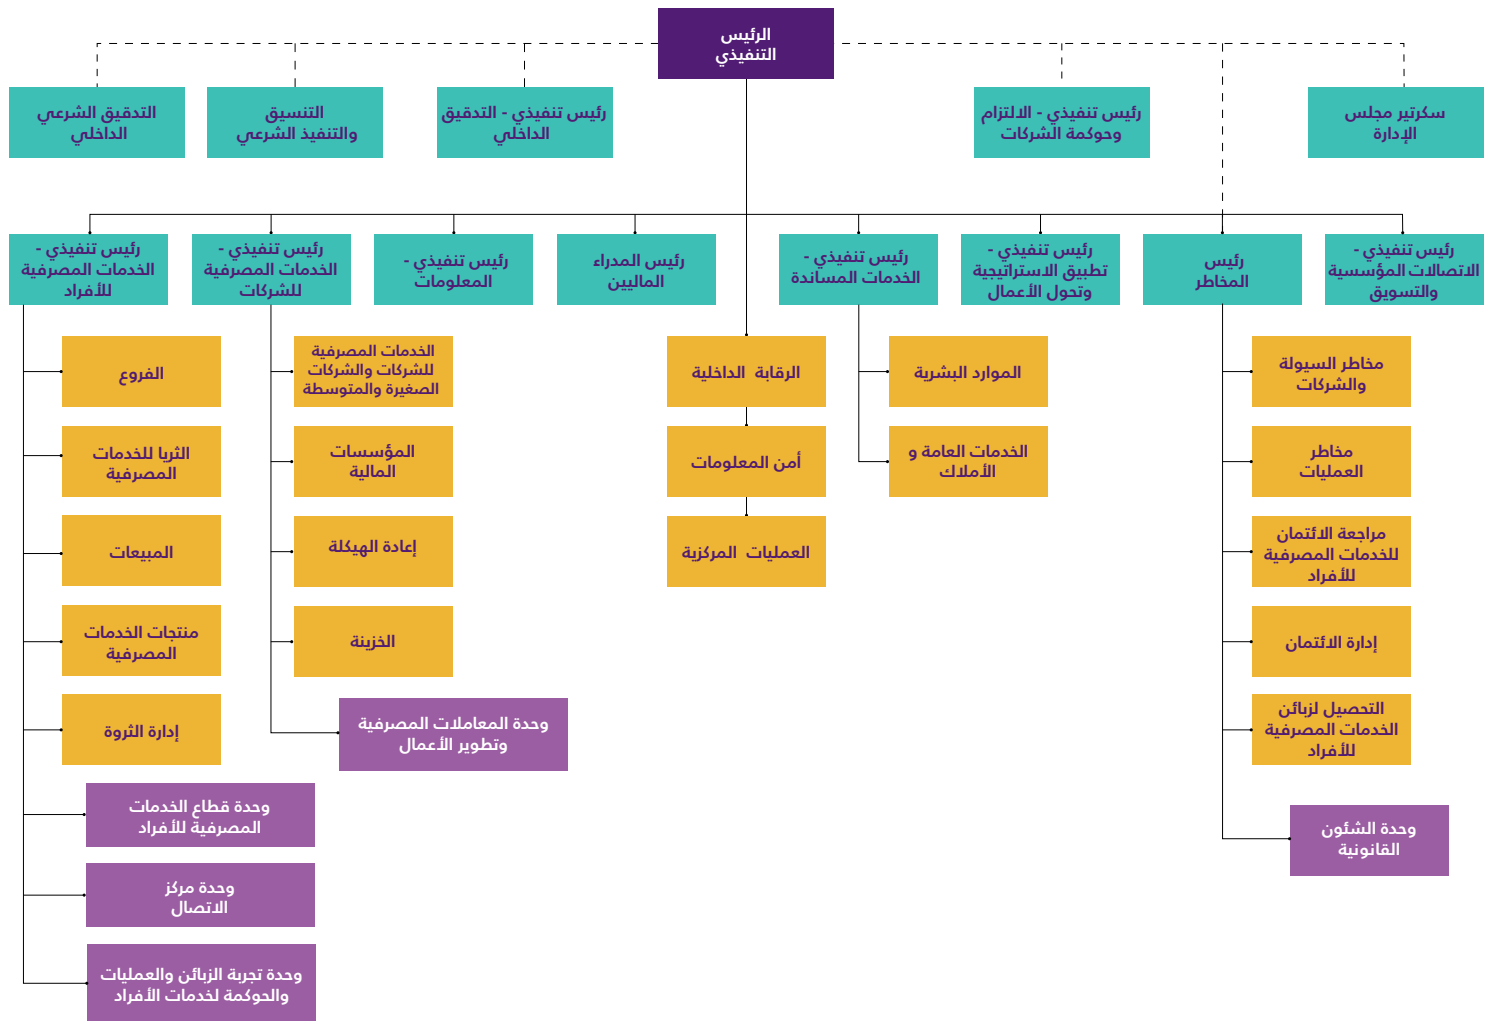 الرئيس
التنفيذي
سكرتير مجلس
الإدارة
رئيس تنفيذي - الالتزام
وحوكمة الشركات
رئيس تنفيذي - التدقيق
الداخلي
التنسيق
والتنفيذ الشرعي
التدقيق الشرعي
الداخلي
رئيس تنفيذي -
الاتصالات المؤسسية
والتسويق
رئيس
المخاطر
رئيس تنفيذي -
تطبيق الاستراتيجية
وتحول الأعمال
رئيس تنفيذي -
الخدمات المساندة
رئيس المدراء
الماليين
رئيس تنفيذي -
المعلومات
رئيس تنفيذي -
الخدمات المصرفية
للشركات
رئيس تنفيذي -
الخدمات المصرفية
للأفراد
مخاطر السيولة
والشركات
مخاطر
العمليات
مراجعة الائتمان
للخدمات المصرفية
للأفراد
إدارة الائتمان
التحصيل لزبائن
الخدمات المصرفية
للأفراد
وحدة الشئون
القانونية
الموارد البشرية
الخدمات العامة و
الأملاك
الرقابة الداخلية
أمن المعلومات
العمليات المركزية
الخدمات المصرفية
للشركات والشركات
الصغيرة والمتوسطة
المؤسسات
المالية
إعادة الهيكلة
الخزينة
وحدة المعاملات المصرفية
وتطوير الأعمال
الفروع
الثريا للخدمات
المصرفية
المبيعات
منتجات الخدمات
المصرفية
إدارة الثروة
وحدة قطاع الخدمات
المصرفية للأفراد
وحدة مركز
الاتصال
وحدة تجربة الزبائن والعمليات
والحوكمة لخدمات الأفراد